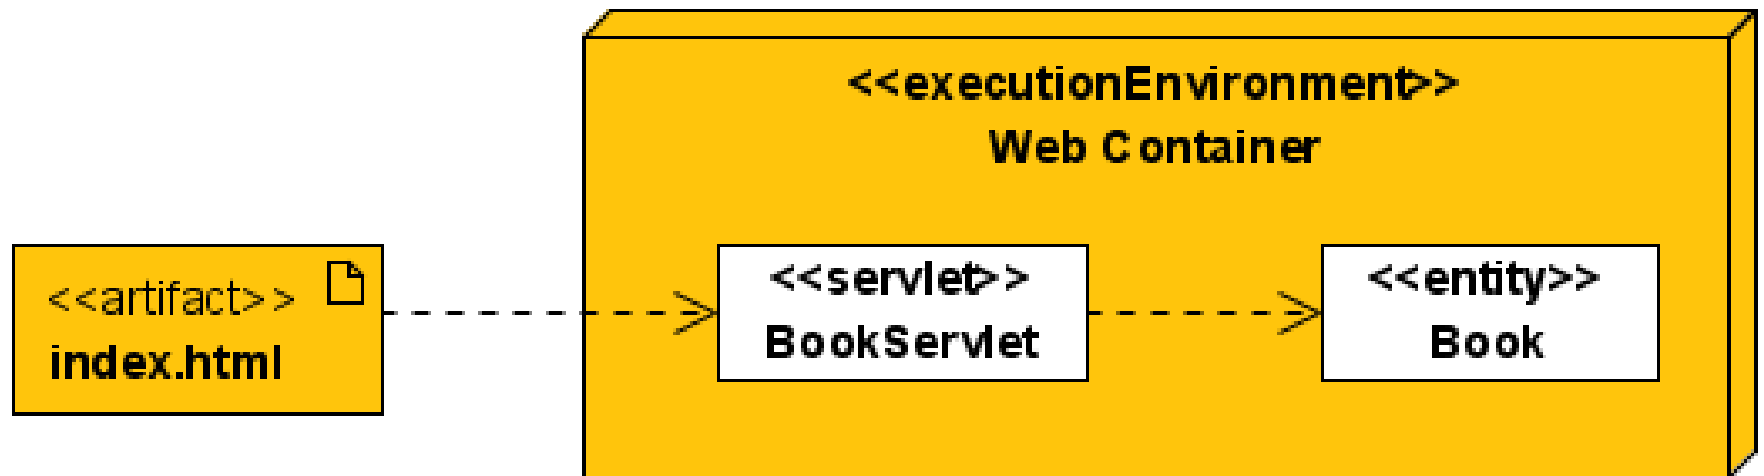 <<executionEnvironment>>
Web Container
<<artifact>>
index.html
<<servlet>>
BookServlet
<<entity>>
Book